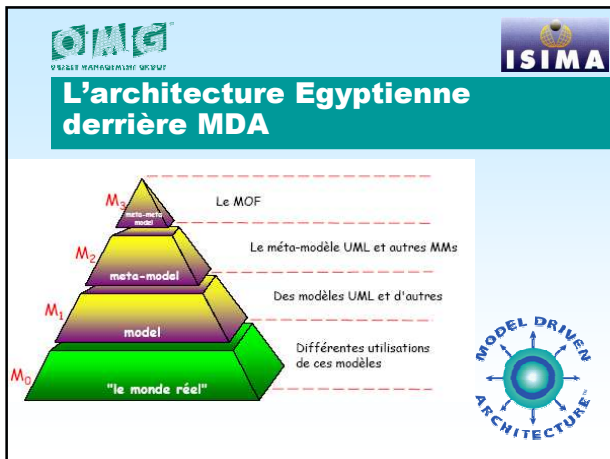 OMG
OBJECT MANAGEMENT GROUP
ISIMA
L'architecture Egyptienne
derrière MDA
M3
meta-meta
model
Le MOF
M2
meta-model
Le méta-modèle UML et autres MMs
M1
model
Des modèles UML et d'autres
M0
"le monde réel"
Différentes utilisations
de ces modèles
MODEL DRIVEN
ARCHITECTURE™